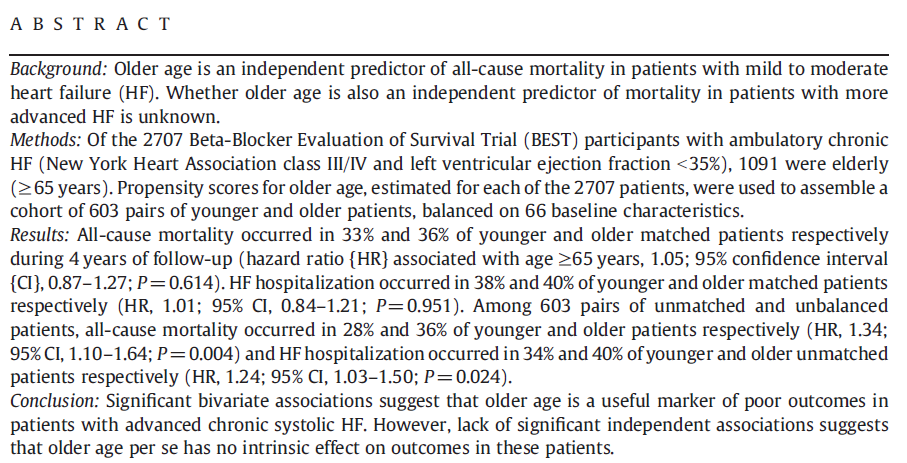 A B S T R A C T
Background: Older age is an independent predictor of all-cause mortality in patients with mild to moderate
heart failure (HF). Whether older age is also an independent predictor of mortality in patients with more
advanced HF is unknown.
Methods: Of the 2707 Beta-Blocker Evaluation of Survival Trial (BEST) participants with ambulatory chronic
HF (New York Heart Association class III/IV and left ventricular ejection fraction <35%), 1091 were elderly
(≥65 years). Propensity scores for older age, estimated for each of the 2707 patients, were used to assemble a
cohort of 603 pairs of younger and older patients, balanced on 66 baseline characteristics.
Results: All-cause mortality occurred in 33% and 36% of younger and older matched patients respectively
during 4 years of follow-up (hazard ratio {HR} associated with age ≥65 years, 1.05; 95% confidence interval
{CI}, 0.87–1.27; P=0.614). HF hospitalization occurred in 38% and 40% of younger and older matched patients
respectively (HR, 1.01; 95% CI, 0.84–1.21; P=0.951). Among 603 pairs of unmatched and unbalanced
patients, all-cause mortality occurred in 28% and 36% of younger and older patients respectively (HR, 1.34;
95% CI, 1.10–1.64; P=0.004) and HF hospitalization occurred in 34% and 40% of younger and older unmatched
patients respectively (HR, 1.24; 95% CI, 1.03–1.50; P=0.024).
Conclusion: Significant bivariate associations suggest that older age is a useful marker of poor outcomes in
patients with advanced chronic systolic HF. However, lack of significant independent associations suggests
that older age per se has no intrinsic effect on outcomes in these patients.